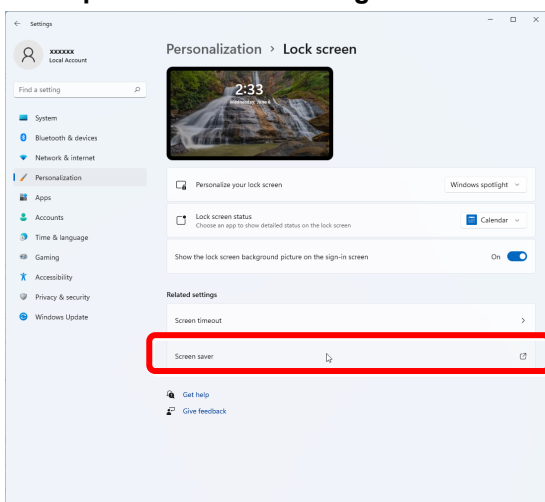 Settings
xxxxxx
Local Account
Find a setting
System
Bluetooth & devices
Network & internet
Personalization
Apps
Accounts
Time & language
Gaming
Accessibility
Privacy & security
Windows Update
Personalization > Lock screen
2:33
Wednesday, June 6
Personalize your lock screen
Windows spotlight
Lock screen status
Choose an app to show detailed status on the lock screen
Calendar
Show the lock screen background picture on the sign-in screen
On
Related settings
Screen timeout
Screen saver
Get help
Give feedback